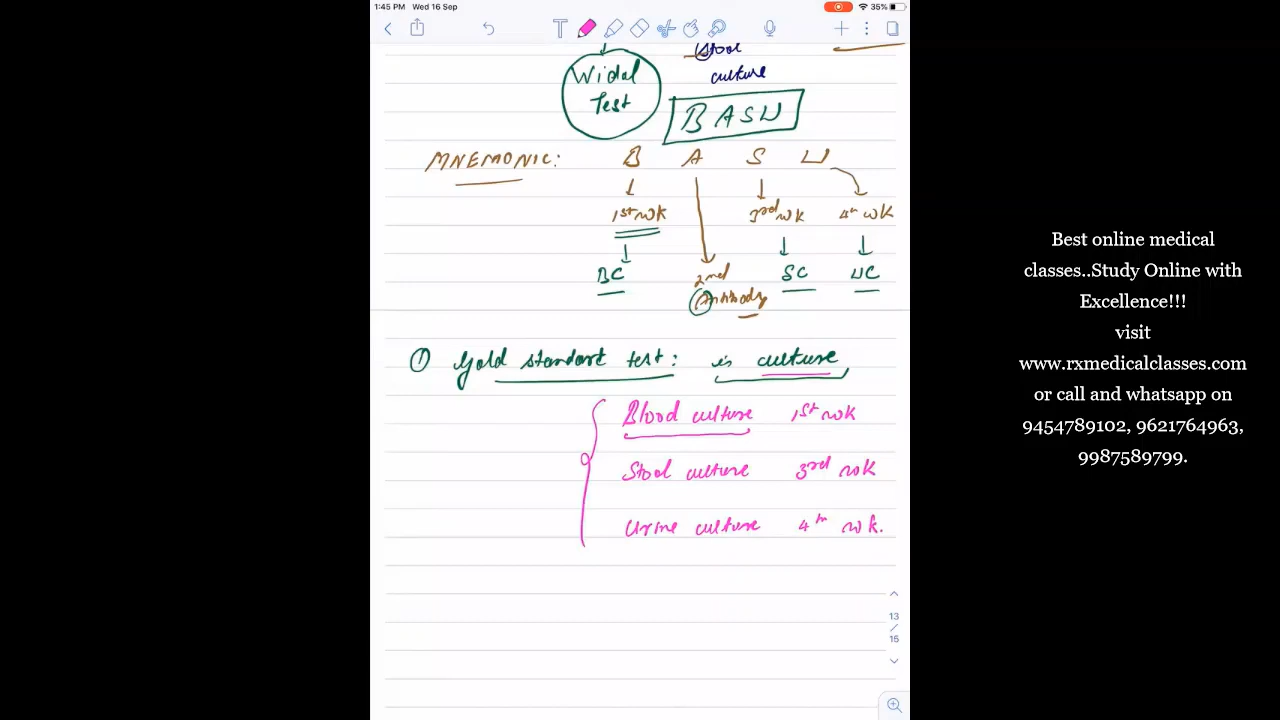 1:45 PM Wed 16 Sep
35%
T
Stool
culture
Widal
Test
BASU
MNEMONIC: B A S U
1st wk 3rd wk 4th wk
BC 2nd SC UC
Antibody
① Gold standart test: is culture
Blood culture 1st wk
Stool culture 3rd wk
Urine culture 4th wk.
13
/
15
Best online medical
classes..Study Online with
Excellence!!!
visit
www.rxmedicalclasses.com
or call and whatsapp on
9454789102, 9621764963,
9987589799.